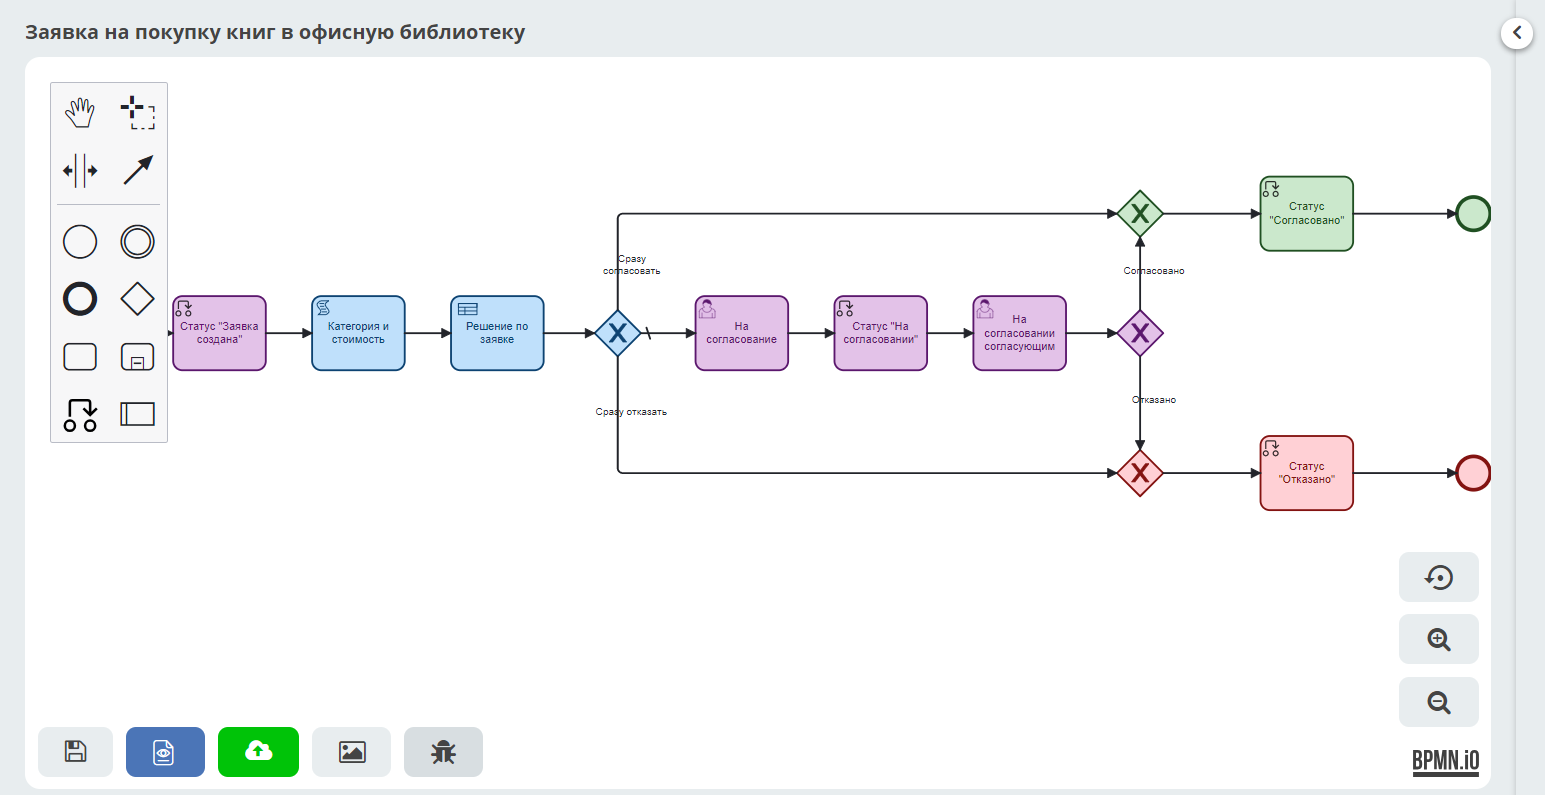 Заявка на покупку книг в офисную библиотеку
Сразу
согласовать
Статус
"Согласовано"
Согласовано
Статус "Заявка
создана"
Категория и
стоимость
Решение по
заявке
На
согласование
Статус "На
согласовании"
На
согласовании
согласующим
Сразу отказать
Отказано
Статус
"Отказано"
BPMN.iO